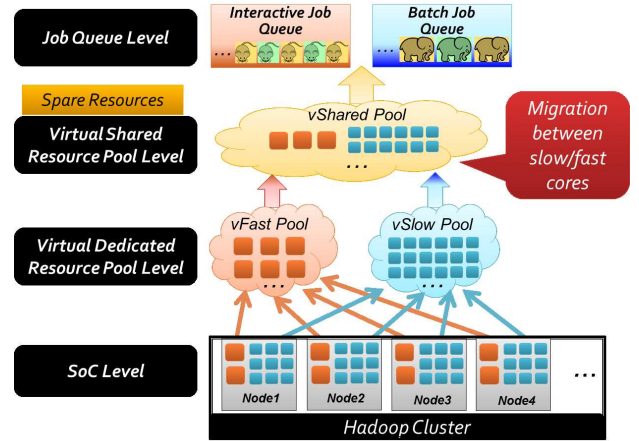 Job Queue Level
Interactive Job
Queue
...
Batch Job
Queue
...
Spare Resources
Virtual Shared
Resource Pool Level
vShared Pool
...
Migration
between
slow/fast
cores
Virtual Dedicated
Resource Pool Level
vFast Pool
...
vSlow Pool
...
SoC Level
Node1
Node2
Node3
Node4
...
Hadoop Cluster